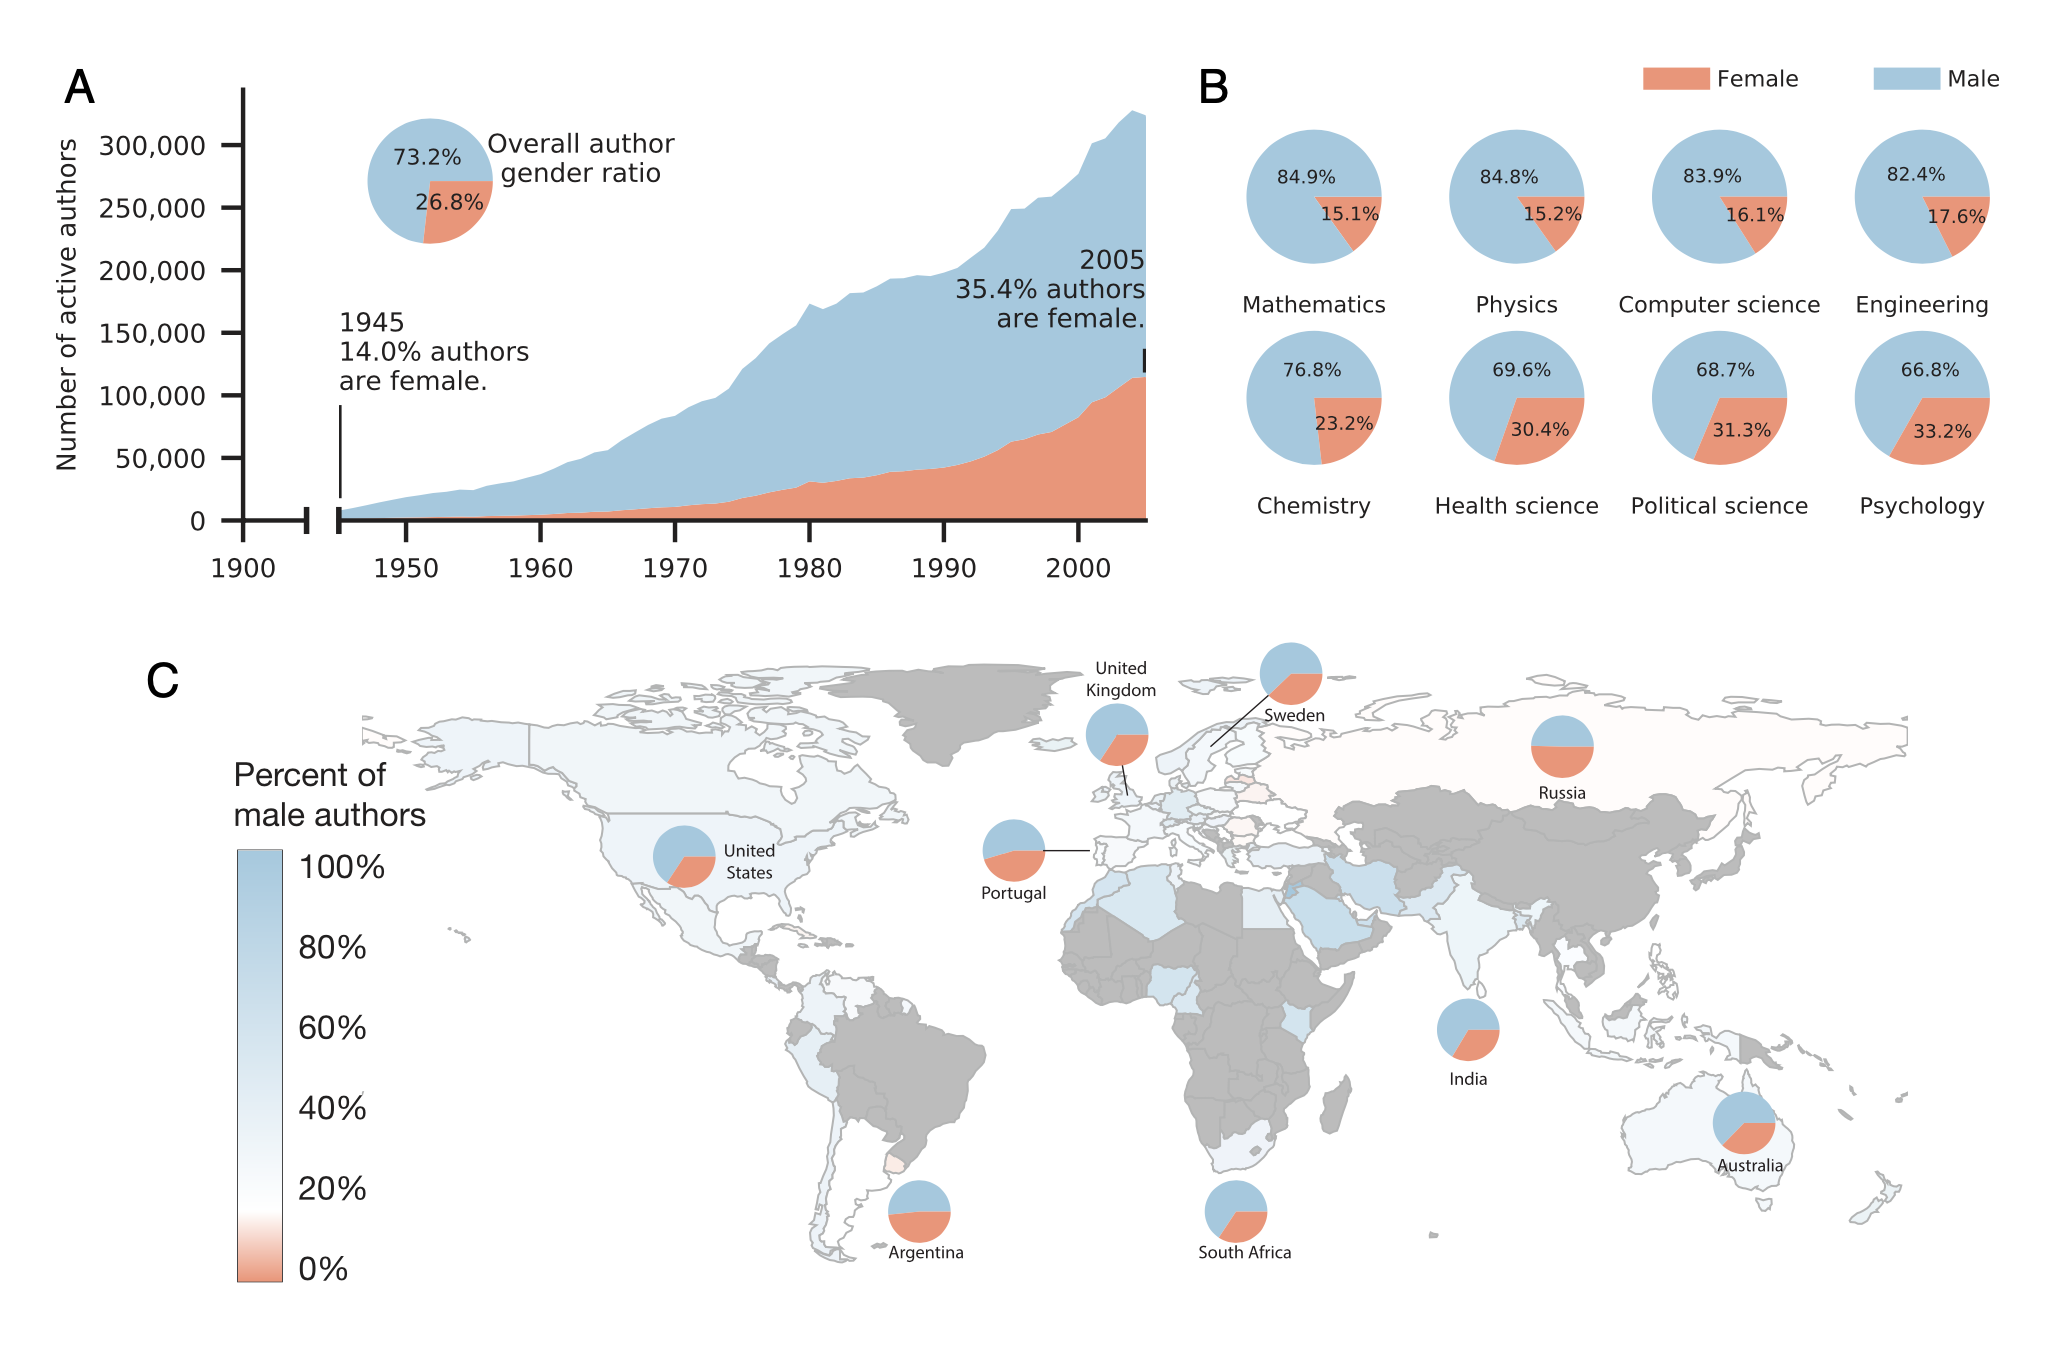 A
Number of active authors
300,000
250,000
200,000
150,000
100,000
50,000
0
1900
1950
1960
1970
1980
1990
2000
73.2%
26.8%
Overall author
gender ratio
1945
14.0% authors
are female.
2005
35.4% authors
are female.
B
Female
Male
84.9%
15.1%
Mathematics
84.8%
15.2%
Physics
83.9%
16.1%
Computer science
82.4%
17.6%
Engineering
76.8%
23.2%
Chemistry
69.6%
30.4%
Health science
68.7%
31.3%
Political science
66.8%
33.2%
Psychology
C
Percent of
male authors
100%
80%
60%
40%
20%
0%
United
States
United
Kingdom
Sweden
Russia
Portugal
India
Australia
Argentina
South Africa